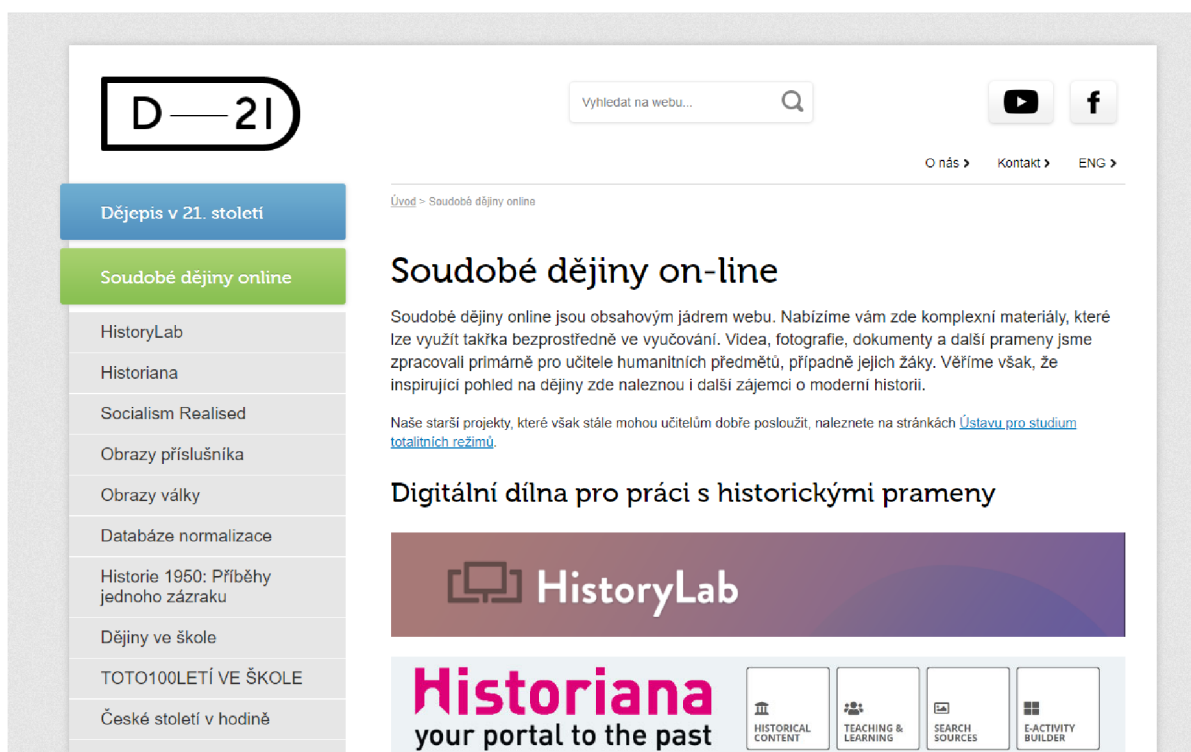 D—21
Vyhledat na webu...
f
O nás >
Kontakt >
ENG >
Dějepis v 21. století
Soudobé dějiny online
HistoryLab
Historiana
Socialism Realised
Obrazy příslušníka
Obrazy války
Databáze normalizace
Historie 1950: Příběhy
jednoho zázraku
Dějiny ve škole
TOTO100LETÍ VE ŠKOLE
České století v hodině
Úvod > Soudobé dějiny online
Soudobé dějiny on-line
Soudobé dějiny online jsou obsahovým jádrem webu. Nabízíme vám zde komplexní materiály, které
lze využít takřka bezprostředně ve vyučování. Videa, fotografie, dokumenty a další prameny jsme
zpracovali primárně pro učitele humanitních předmětů, případně jejich žáky. Věříme však, že
inspirující pohled na dějiny zde naleznou i další zájemci o moderní historii.
Naše starší projekty, které však stále mohou učitelům dobře posloužit, naleznete na stránkách Ústavu pro studium
totalitních režimů.
Digitální dílna pro práci s historickými prameny
HistoryLab
Historiana
your portal to the past
HISTORICAL
CONTENT
TEACHING &
LEARNING
SEARCH
SOURCES
E-ACTIVITY
BUILDER